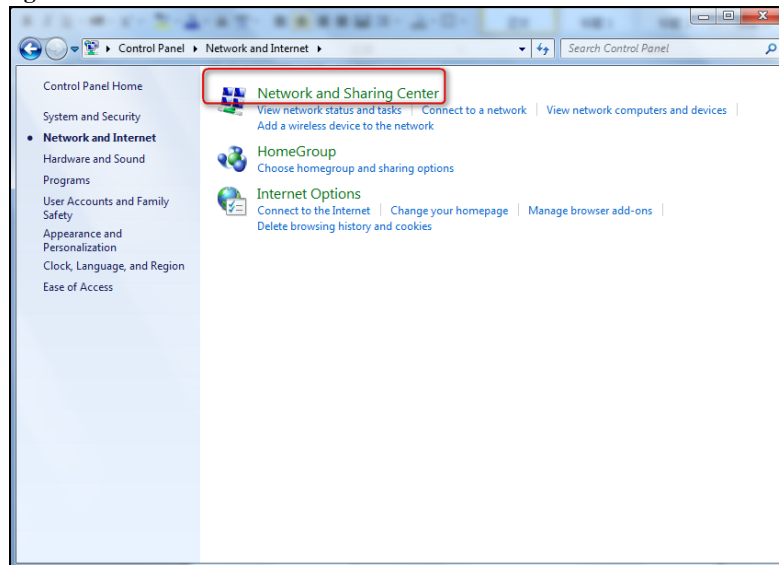 Control Panel Network and Internet
Search Control Panel
Control Panel Home
System and Security
Network and Internet
Hardware and Sound
Programs
User Accounts and Family
Safety
Appearance and
Personalization
Clock, Language, and Region
Ease of Access
Network and Sharing Center
View network status and tasks Connect to a network View network computers and devices
Add a wireless device to the network
HomeGroup
Choose homegroup and sharing options
Internet Options
Connect to the Internet Change your homepage Manage browser add-ons
Delete browsing history and cookies